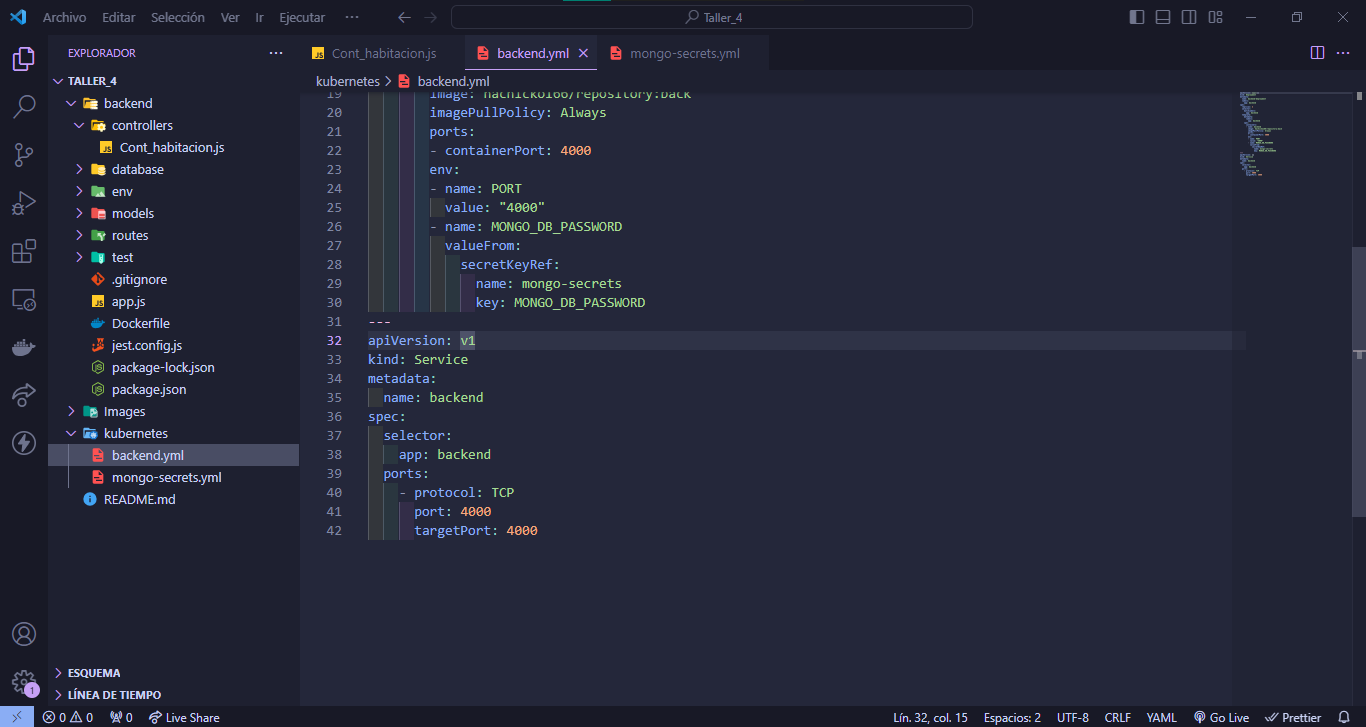 Archivo Editar Selección Ver Ir Ejecutar ··· Taller_4
EXPLORADOR ···
TALLER_4
backend
controllers
Cont_habitacion.js
database
env
models
routes
test
.gitignore
app.js
Dockerfile
jest.config.js
package-lock.json
package.json
Images
kubernetes
backend.yml
mongo-secrets.yml
README.md
ESQUEMA
LÍNEA DE TIEMPO
Cont_habitacion.js backend.yml mongo-secrets.yml
kubernetes > backend.yml
20 imagePullPolicy: Always
21 ports:
22 - containerPort: 4000
23 env:
24 - name: PORT
25 value: "4000"
26 - name: MONGO_DB_PASSWORD
27 valueFrom:
28 secretKeyRef:
29 name: mongo-secrets
30 key: MONGO_DB_PASSWORD
31 ---
32 apiVersion: v1
33 kind: Service
34 metadata:
35 name: backend
36 spec:
37 selector:
38 app: backend
39 ports:
40 - protocol: TCP
41 port: 4000
42 targetPort: 4000
1
0 0 0 Live Share Lín. 32, col. 15 Espacios: 2 UTF-8 CRLF YAML Go Live Prettier